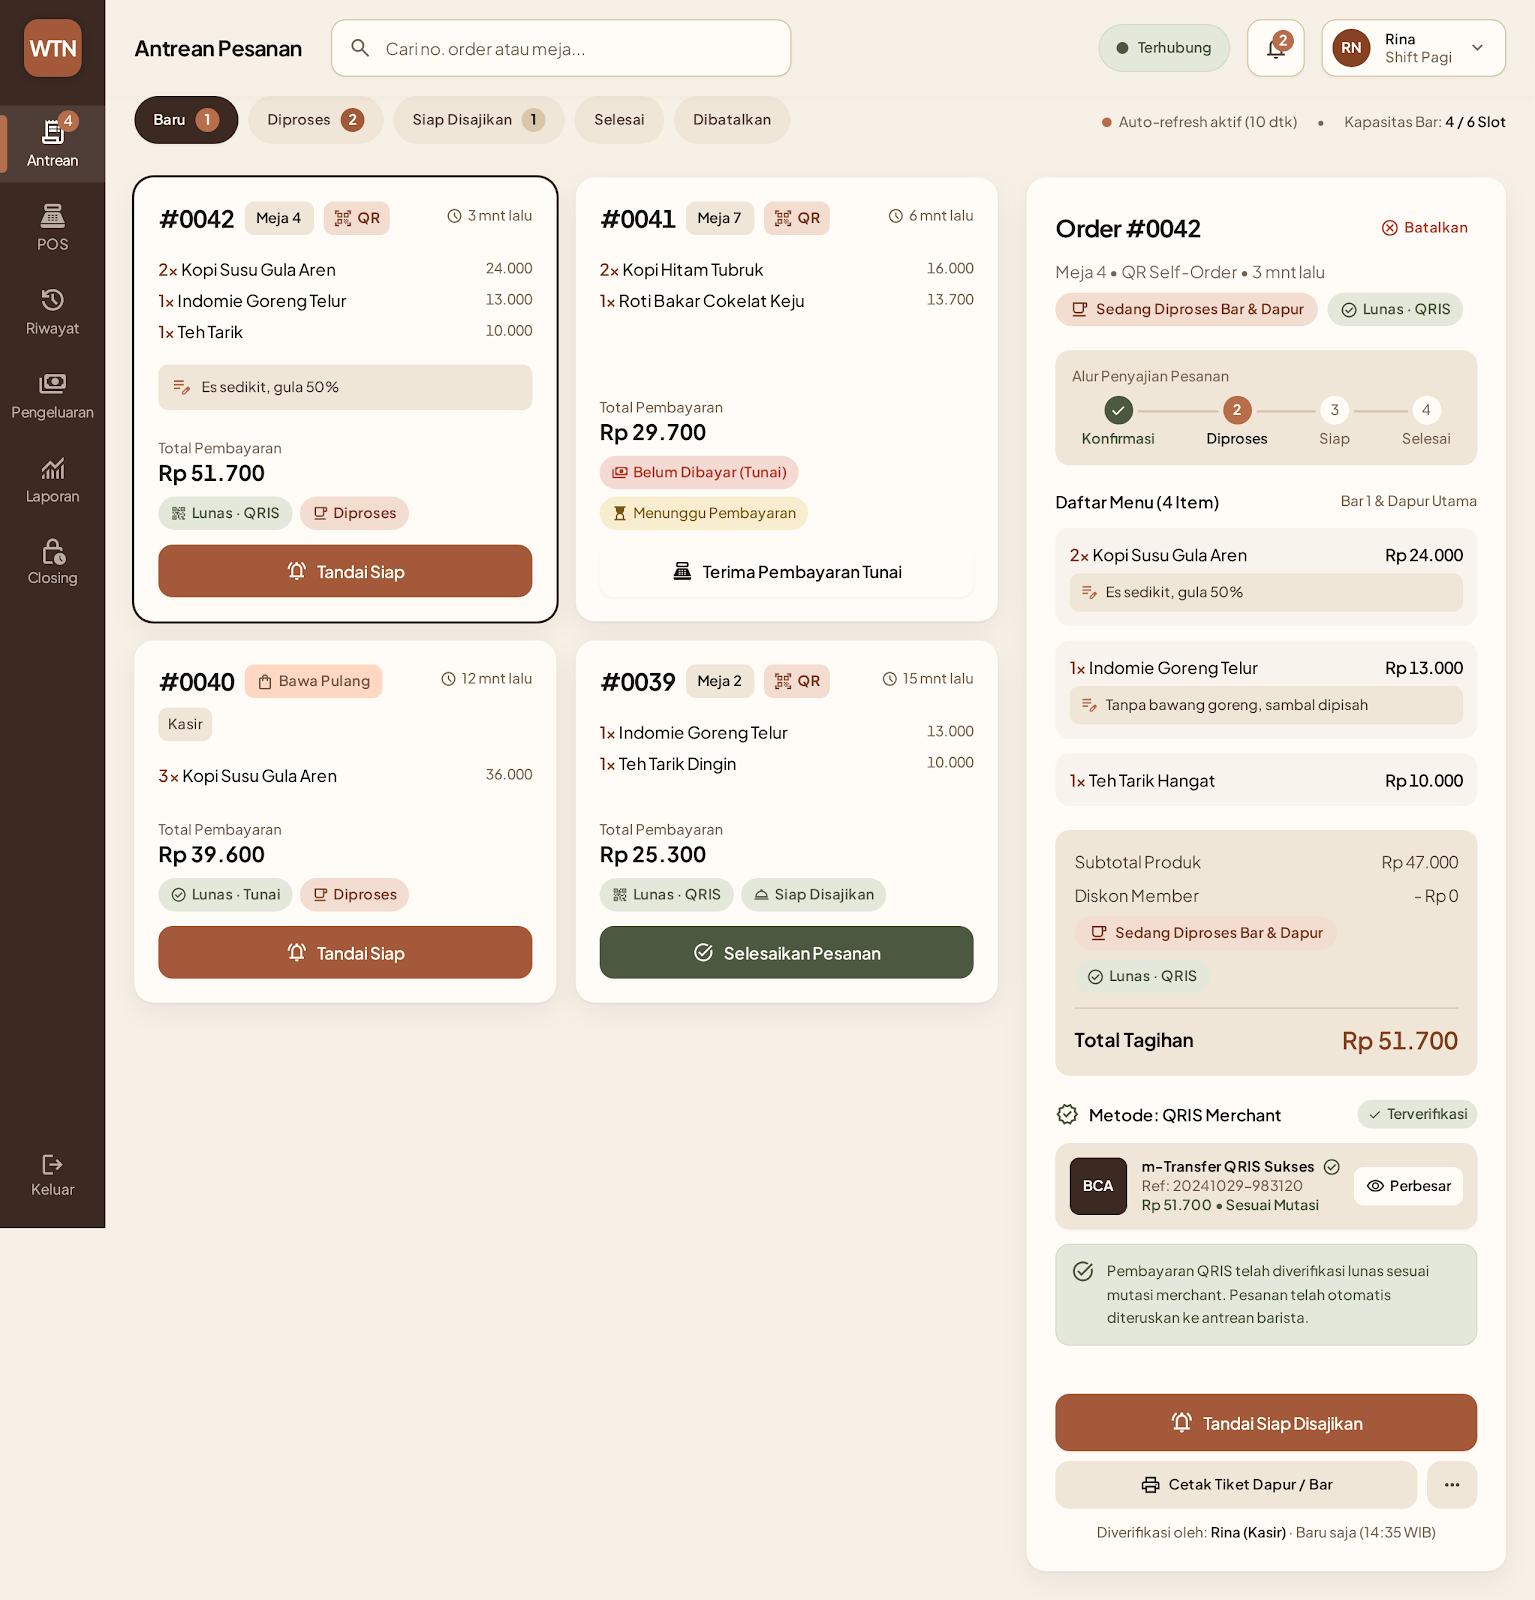 WTN
Antrean Pesanan
Cari no. order atau meja...
Terhubung
2
RN
Rina
Shift Pagi
4
Antrean
POS
Riwayat
Pengeluaran
Laporan
Closing
Keluar
Baru 1
Diproses 2
Siap Disajikan 1
Selesai
Dibatalkan
Auto-refresh aktif (10 dtk) • Kapasitas Bar: 4 / 6 Slot
#0042 Meja 4 QR 3 mnt lalu
2× Kopi Susu Gula Aren 24.000
1× Indomie Goreng Telur 13.000
1× Teh Tarik 10.000
Es sedikit, gula 50%
Total Pembayaran
Rp 51.700
Lunas · QRIS Diproses
Tandai Siap
#0041 Meja 7 QR 6 mnt lalu
2× Kopi Hitam Tubruk 16.000
1× Roti Bakar Cokelat Keju 13.700
Total Pembayaran
Rp 29.700
Belum Dibayar (Tunai)
Menunggu Pembayaran
Terima Pembayaran Tunai
#0040 Bawa Pulang 12 mnt lalu
Kasir
3× Kopi Susu Gula Aren 36.000
Total Pembayaran
Rp 39.600
Lunas · Tunai Diproses
Tandai Siap
#0039 Meja 2 QR 15 mnt lalu
1× Indomie Goreng Telur 13.000
1× Teh Tarik Dingin 10.000
Total Pembayaran
Rp 25.300
Lunas · QRIS Siap Disajikan
Selesaikan Pesanan
Order #0042 Batalkan
Meja 4 • QR Self-Order • 3 mnt lalu
Sedang Diproses Bar & Dapur Lunas · QRIS
Alur Penyajian Pesanan
2 3 4
Konfirmasi Diproses Siap Selesai
Daftar Menu (4 Item) Bar 1 & Dapur Utama
2× Kopi Susu Gula Aren Rp 24.000
Es sedikit, gula 50%
1× Indomie Goreng Telur Rp 13.000
Tanpa bawang goreng, sambal dipisah
1× Teh Tarik Hangat Rp 10.000
Subtotal Produk Rp 47.000
Diskon Member - Rp 0
Sedang Diproses Bar & Dapur
Lunas · QRIS
Total Tagihan Rp 51.700
Metode: QRIS Merchant Terverifikasi
BCA
m-Transfer QRIS Sukses
Ref: 20241029-983120
Rp 51.700 • Sesuai Mutasi
Perbesar
Pembayaran QRIS telah diverifikasi lunas sesuai
mutasi merchant. Pesanan telah otomatis
diteruskan ke antrean barista.
Tandai Siap Disajikan
Cetak Tiket Dapur / Bar
Diverifikasi oleh: Rina (Kasir) · Baru saja (14:35 WIB)